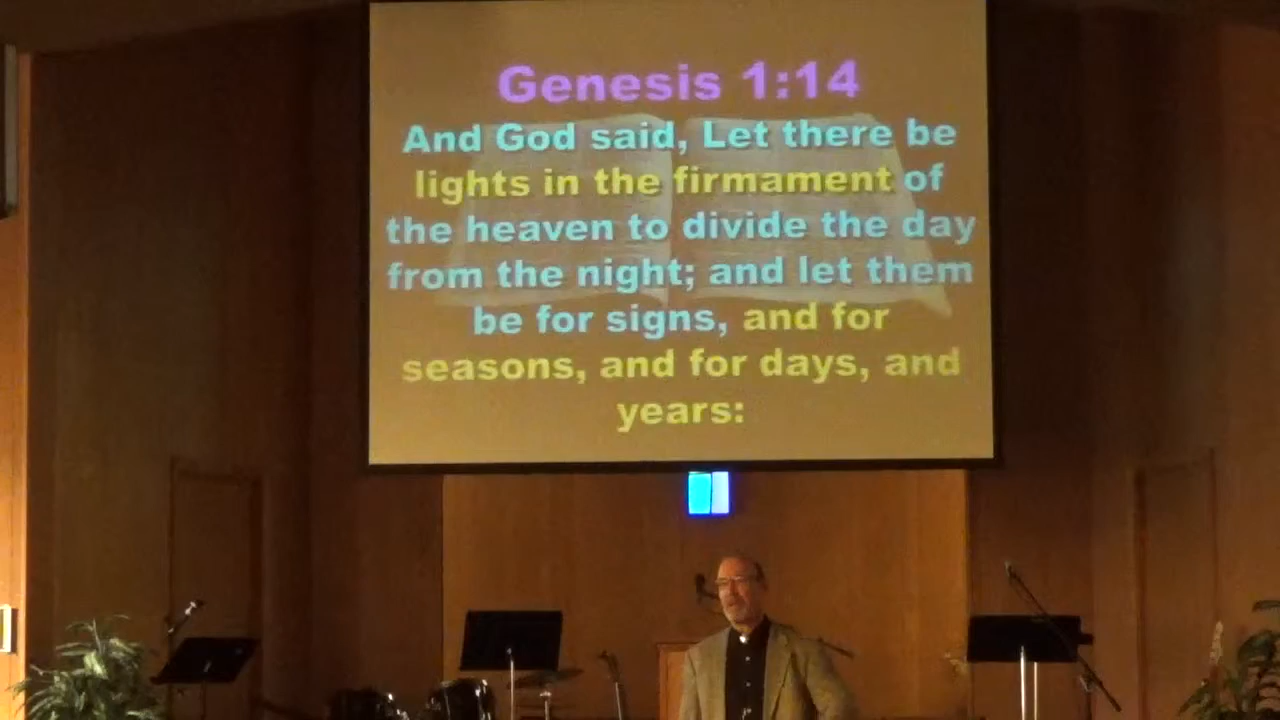 Genesis 1:14
And God said, Let there be
lights in the firmament of
the heaven to divide the day
from the night; and let them
be for signs, and for
seasons, and for days, and
years: